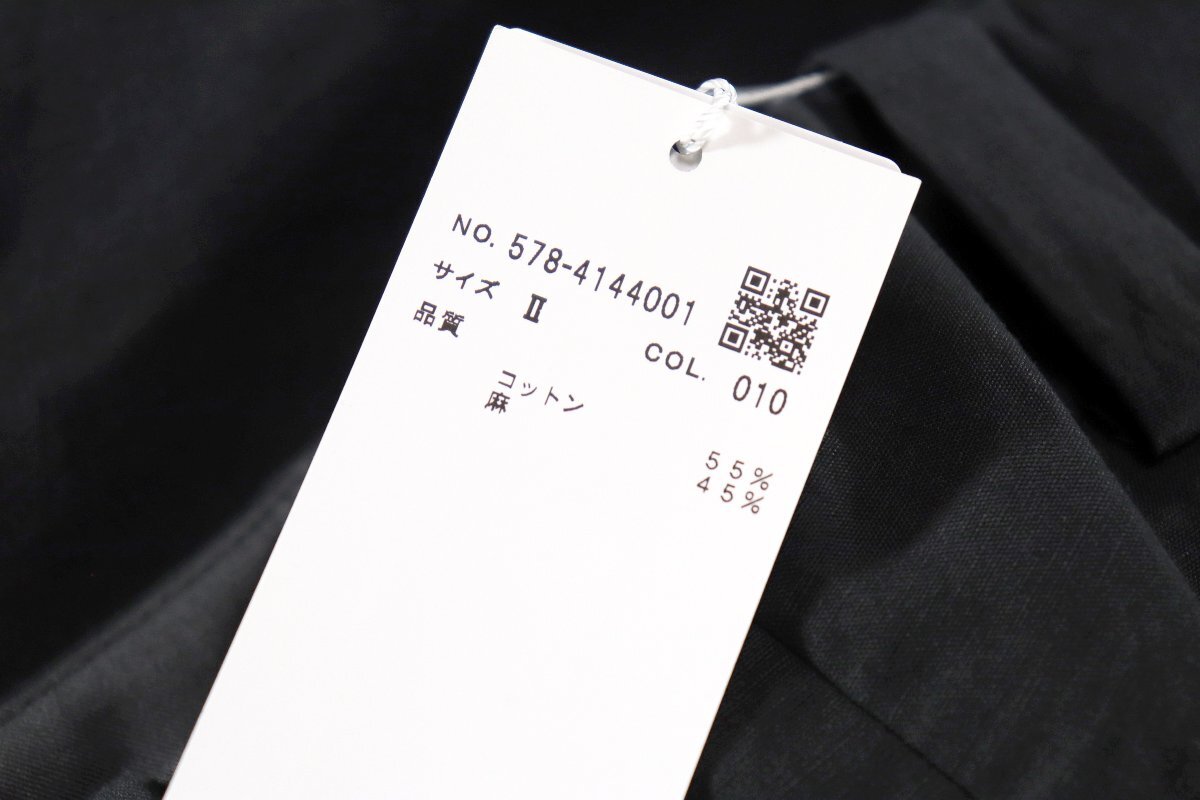 NO. 578-4144001
サイズ Ⅱ
COL. 010
品質
コットン 55%
麻 45%